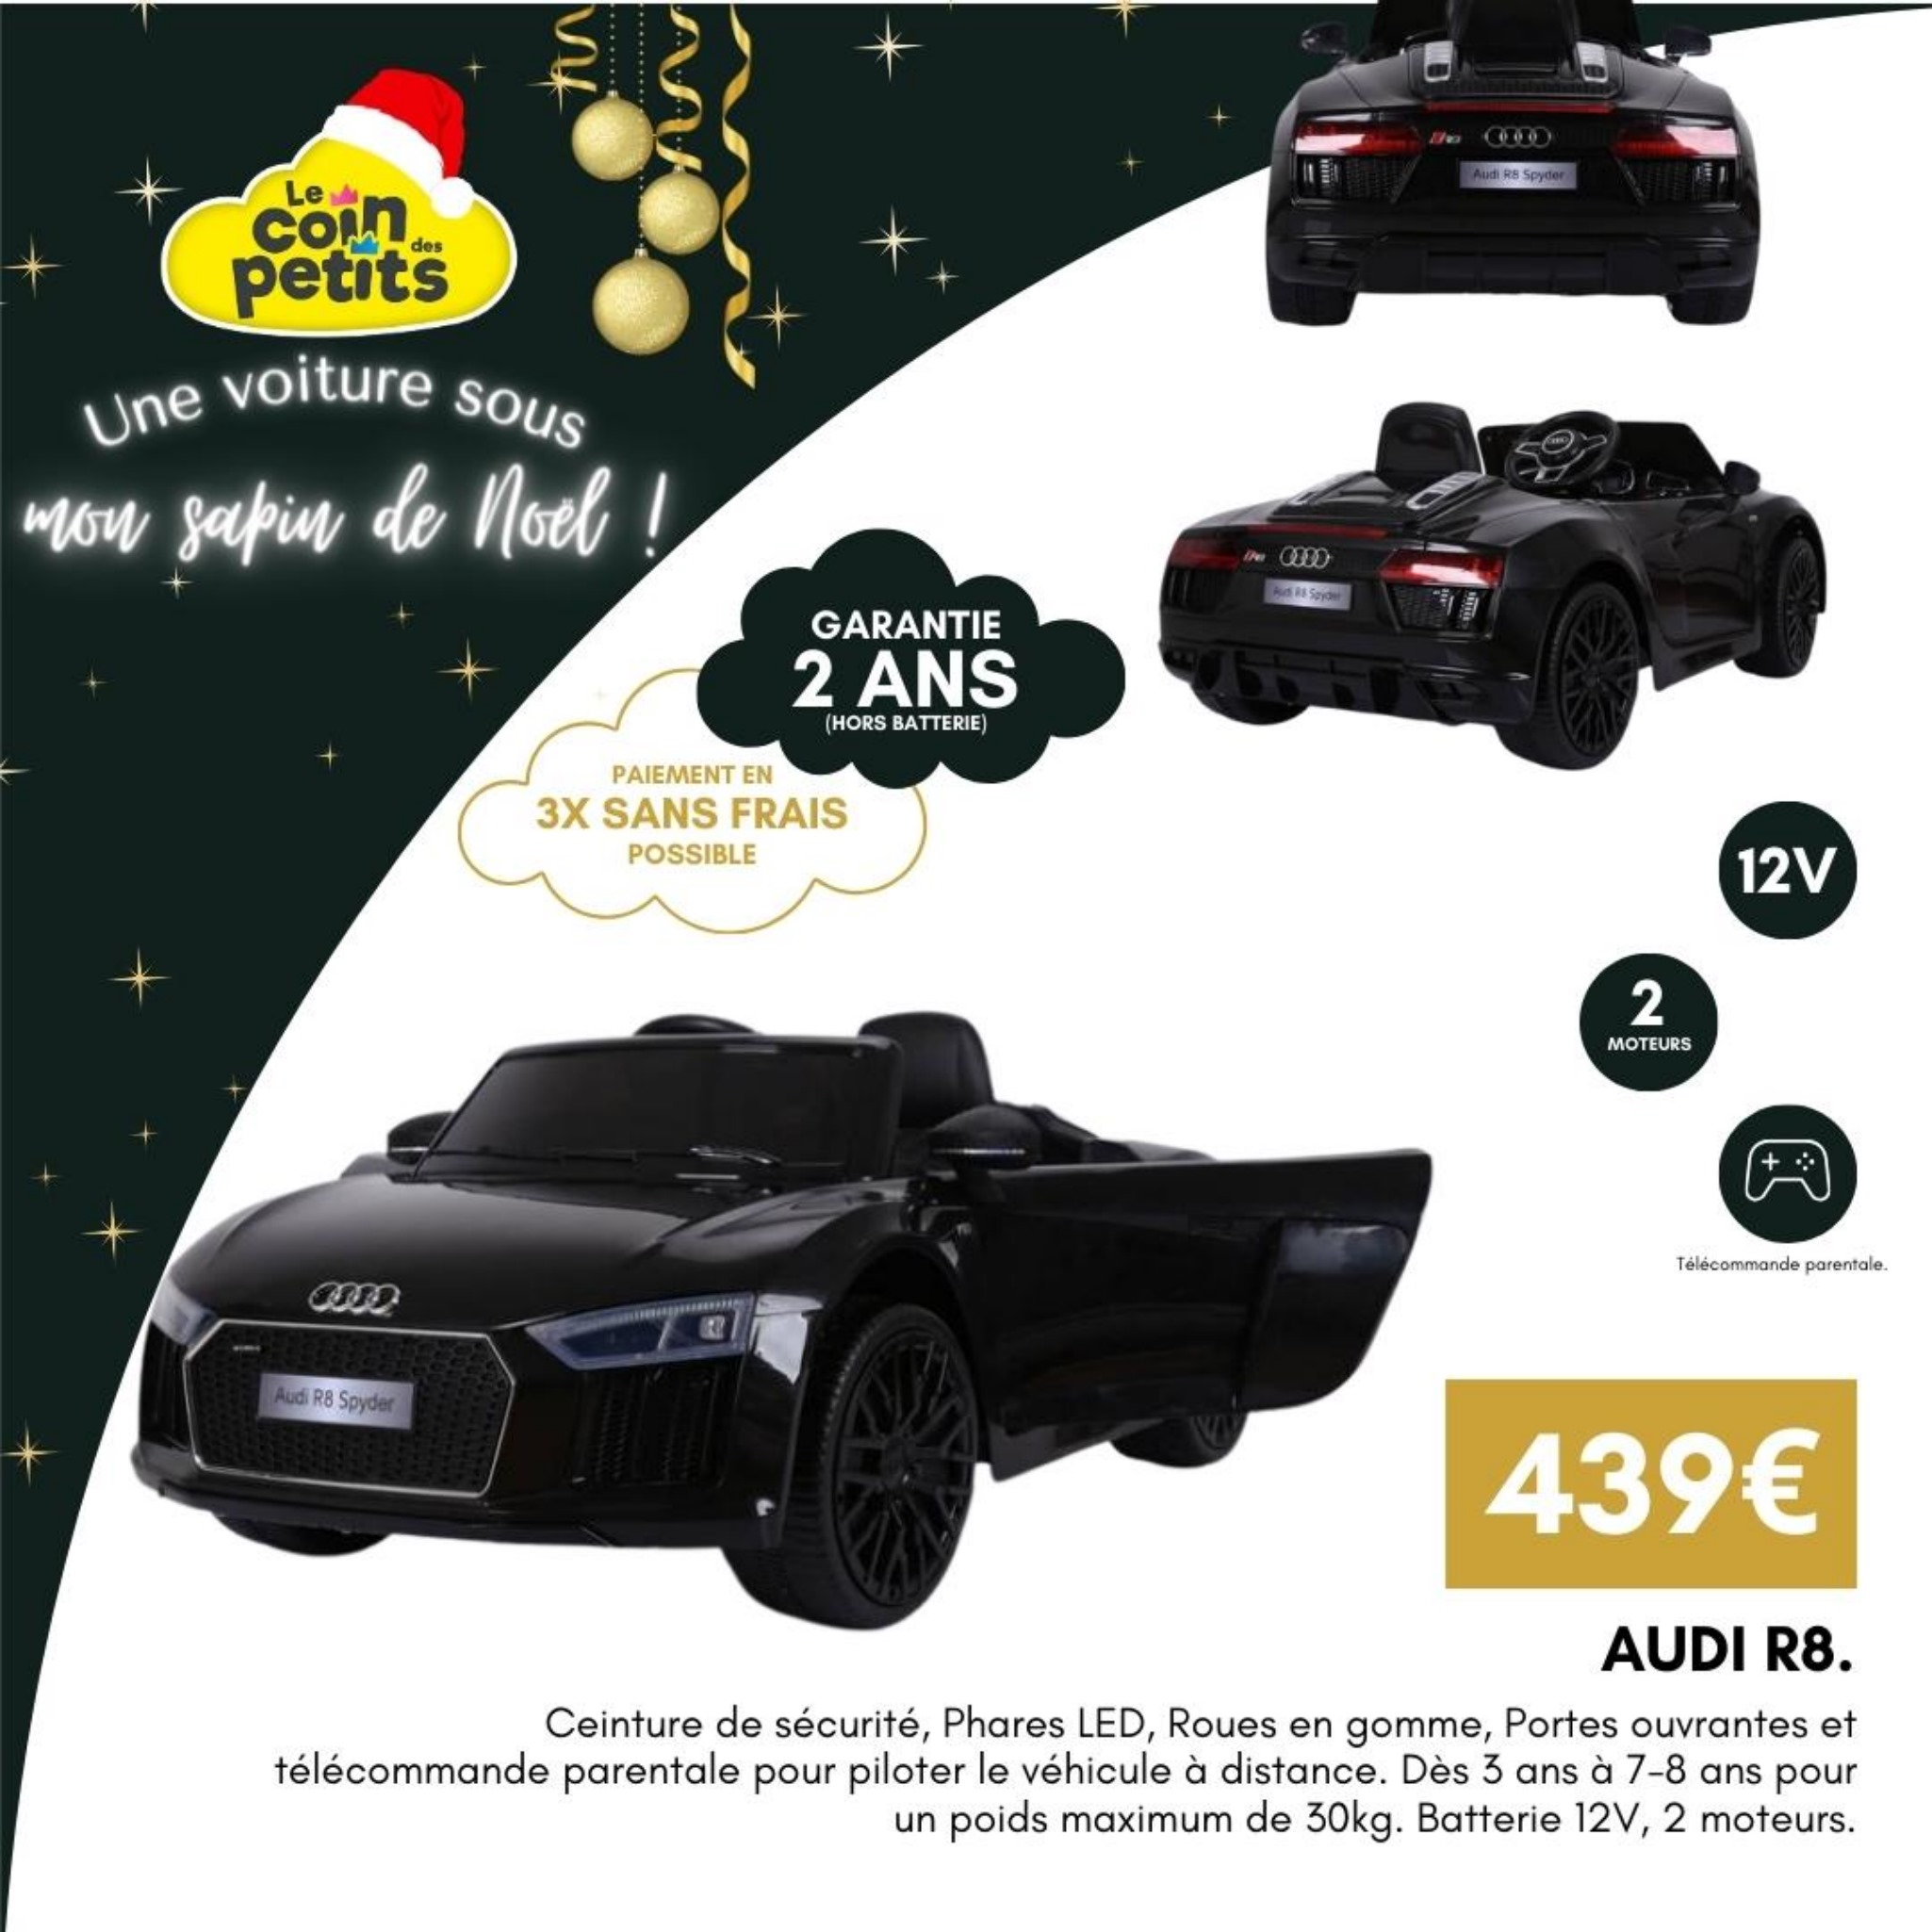 Le
coin des
petits
Une voiture sous
mon sapin de Noël !
Audi R8 Spyder
R8
Audi R8 Spyder
GARANTIE
2 ANS
(HORS BATTERIE)
PAIEMENT EN
3X SANS FRAIS
POSSIBLE
12V
2
MOTEURS
Télécommande parentale.
Audi R8 Spyder
439€
AUDI R8.
Ceinture de sécurité, Phares LED, Roues en gomme, Portes ouvrantes et
télécommande parentale pour piloter le véhicule à distance. Dès 3 ans à 7-8 ans pour
un poids maximum de 30kg. Batterie 12V, 2 moteurs.